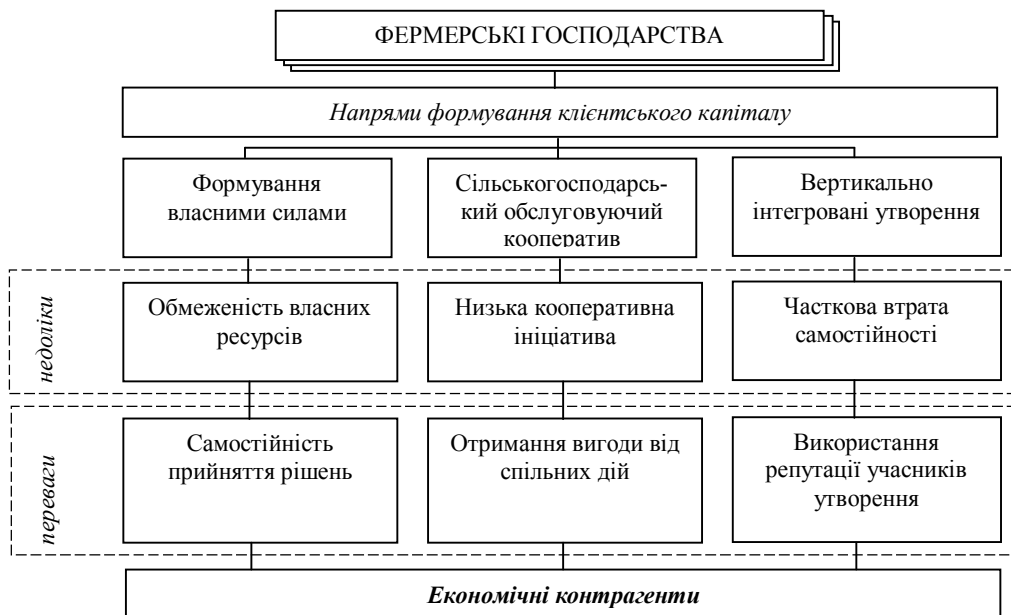 ФЕРМЕРСЬКІ ГОСПОДАРСТВА
Напрями формування клієнтського капіталу
Формування
власними силами
Сільськогосподарсь-
кий обслуговуючий
кооператив
Вертикально
інтегровані утворення
недоліки
Обмеженість власних
ресурсів
Низька кооперативна
ініціатива
Часткова втрата
самостійності
переваги
Самостійність
прийняття рішень
Отримання вигоди від
спільних дій
Використання
репутації учасників
утворення
Економічні контрагенти